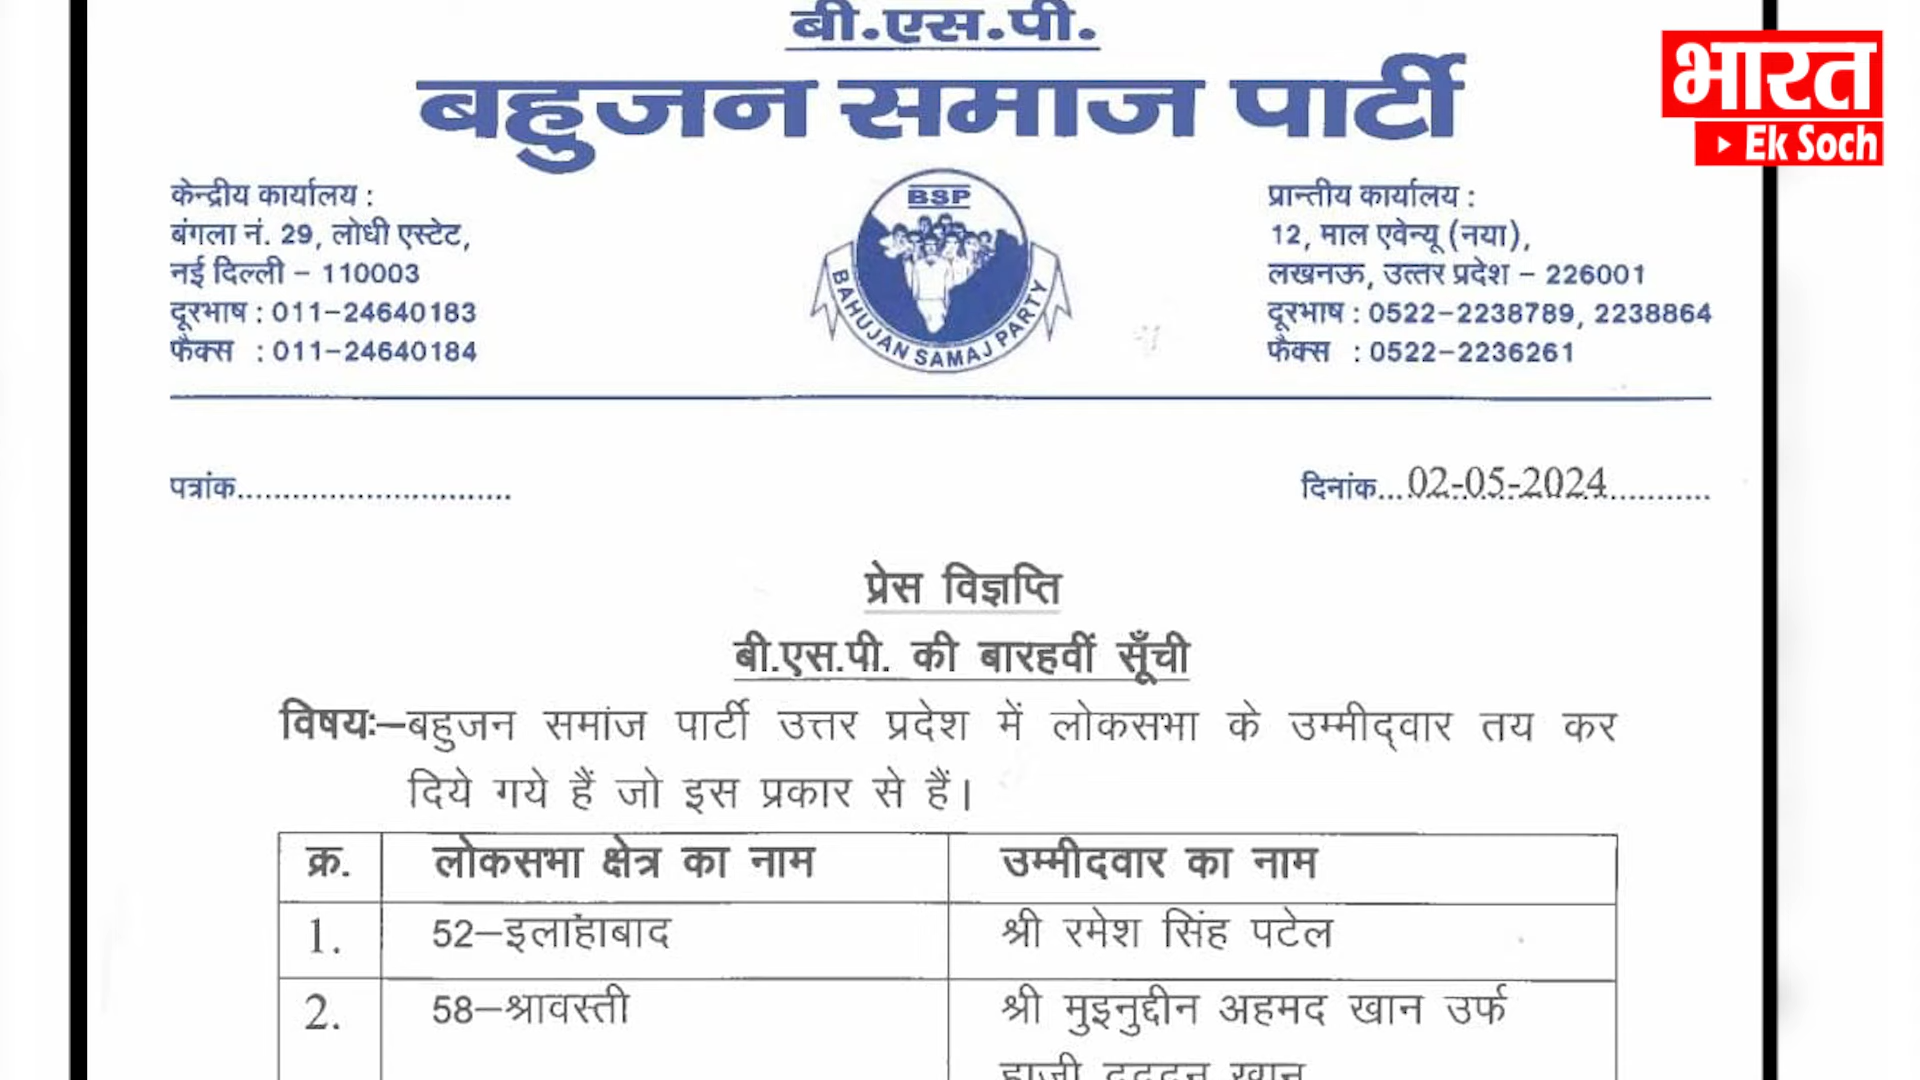 बी.एस.पी.
बहुजन समाज पार्टी
भारत
Ek Soch
केन्द्रीय कार्यालय :
बंगला नं. 29, लोधी एस्टेट,
नई दिल्ली – 110003
दूरभाष : 011–24640183
फैक्स : 011–24640184
BSP
BAHUJAN SAMAJ PARTY
प्रान्तीय कार्यालय :
12, माल एवेन्यू (नया),
लखनऊ, उत्तर प्रदेश – 226001
दूरभाष : 0522–2238789, 2238864
फैक्स : 0522–2236261
पत्रांक..............................
दिनांक...02-05-2024...........
प्रेस विज्ञप्ति
बी.एस.पी. की बारहवीं सूँची
विषयः–बहुजन समांज पार्टी उत्तर प्रदेश में लोकसभा के उम्मीद्वार तय कर
दिये गये हैं जो इस प्रकार से हैं।
क्र. लोकसभा क्षेत्र का नाम उम्मीदवार का नाम
1. 52–इलाहाबाद श्री रमेश सिंह पटेल
2. 58–श्रावस्ती श्री मुइनुद्दीन अहमद खान उर्फ
हाजी दददन खान